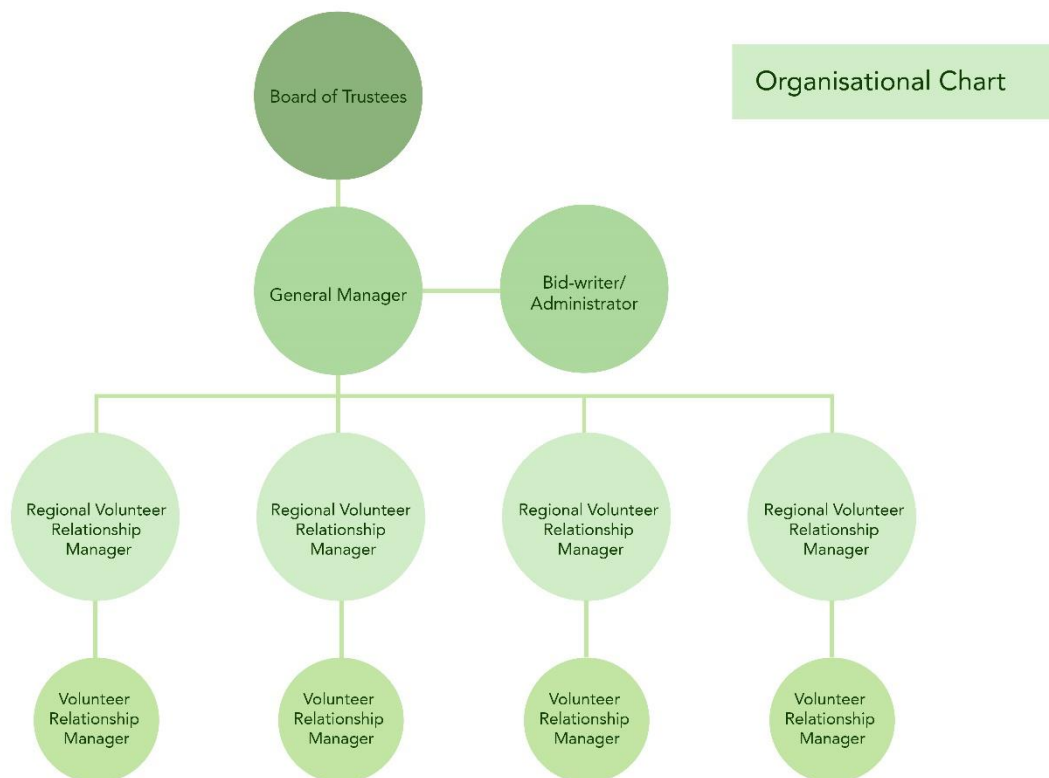 Board of Trustees
Organisational Chart
General Manager
Bid-writer/
Administrator
Regional Volunteer
Relationship
Manager
Regional Volunteer
Relationship
Manager
Regional Volunteer
Relationship
Manager
Regional Volunteer
Relationship
Manager
Volunteer
Relationship
Manager
Volunteer
Relationship
Manager
Volunteer
Relationship
Manager
Volunteer
Relationship
Manager